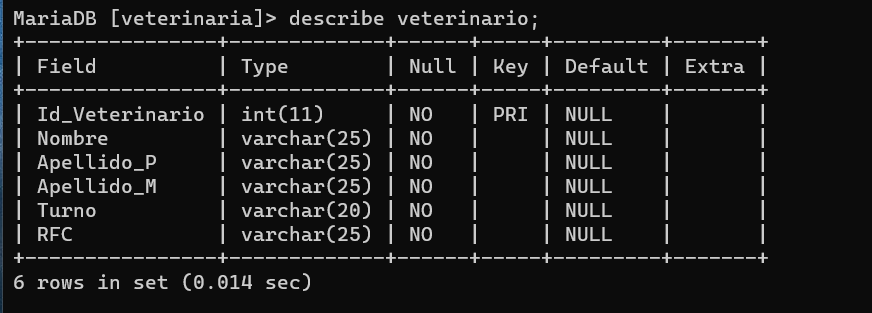 MariaDB [veterinaria]> describe veterinario;
+-----------------+-------------+------+-----+---------+-------+
| Field           | Type        | Null | Key | Default | Extra |
+-----------------+-------------+------+-----+---------+-------+
| Id_Veterinario | int(11)     | NO   | PRI | NULL    |       |
| Nombre          | varchar(25) | NO   |     | NULL    |       |
| Apellido_P      | varchar(25) | NO   |     | NULL    |       |
| Apellido_M      | varchar(25) | NO   |     | NULL    |       |
| Turno           | varchar(20) | NO   |     | NULL    |       |
| RFC             | varchar(25) | NO   |     | NULL    |       |
+-----------------+-------------+------+-----+---------+-------+
6 rows in set (0.014 sec)